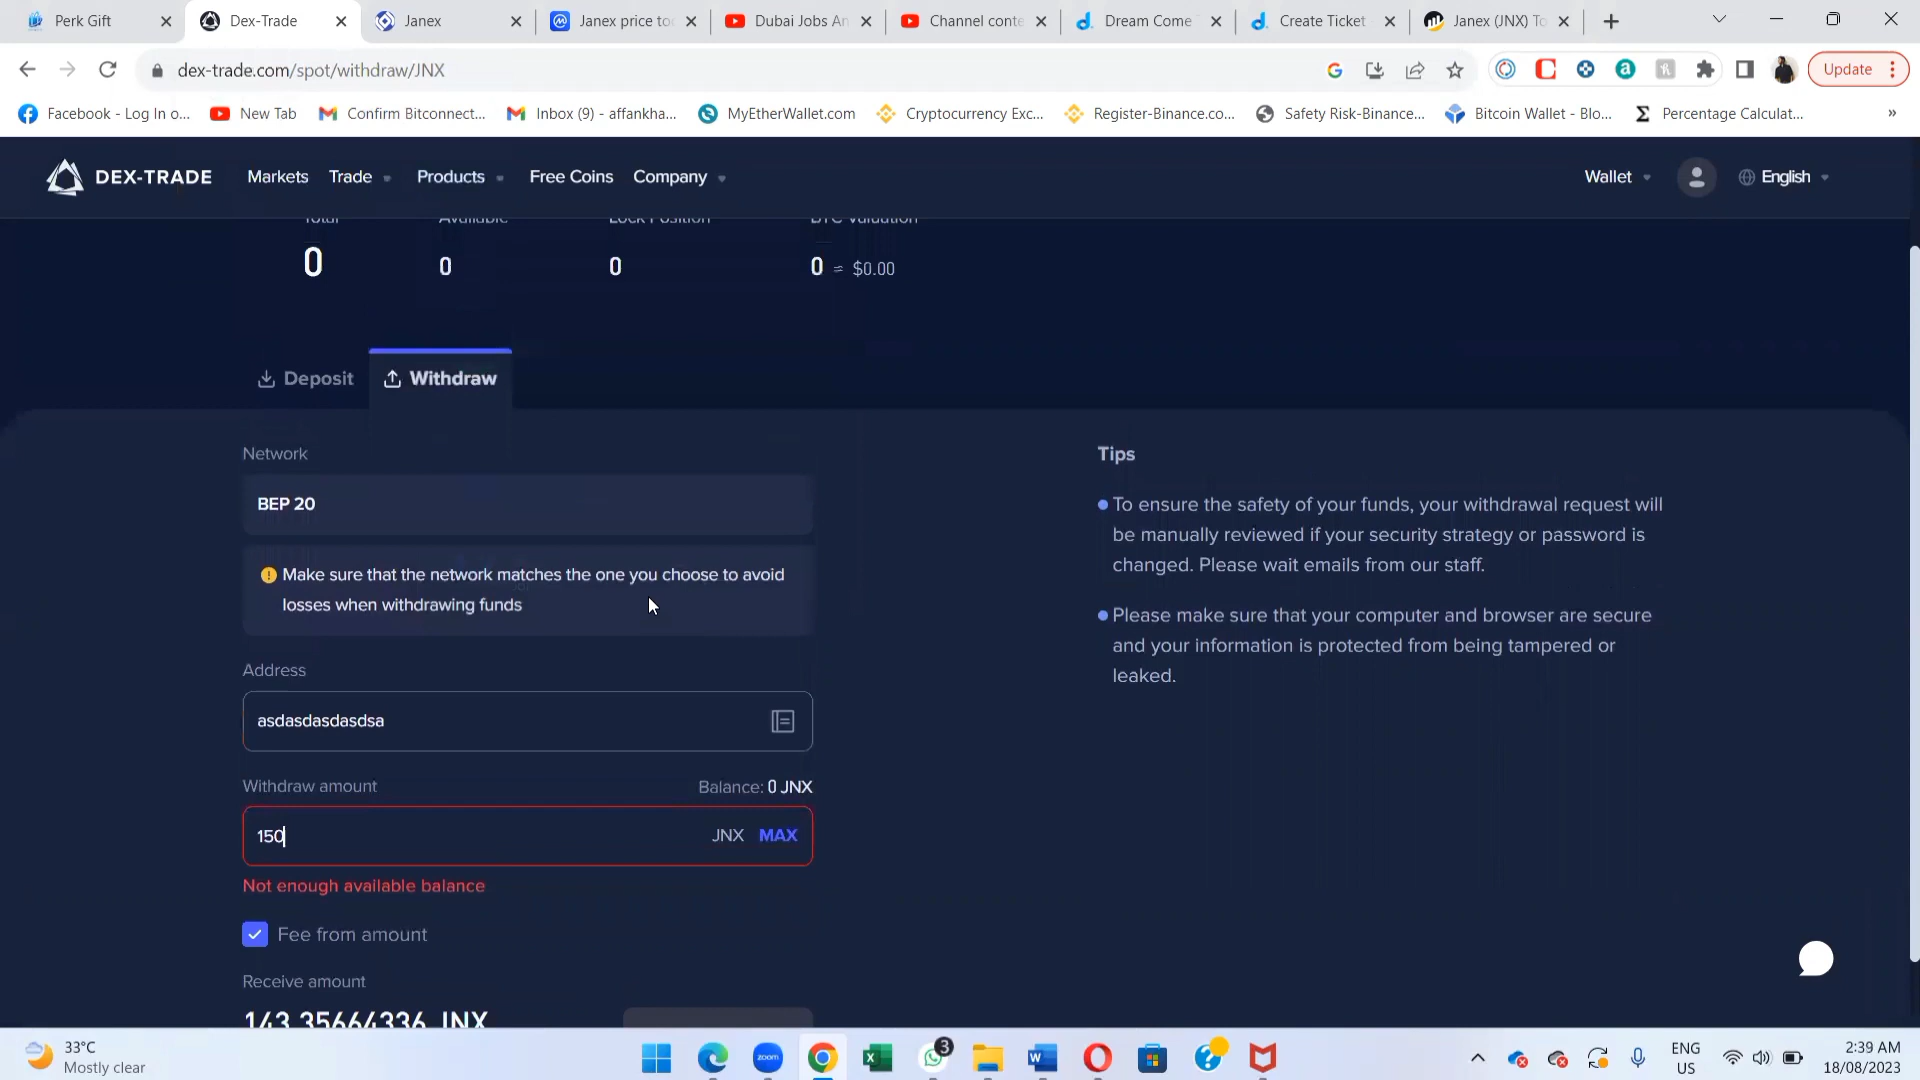 Perk Gift
Dex-Trade
Janex
Janex price to
Dubai Jobs An
Channel conte
Dream Come
Create Ticket
Janex (JNX) To
dex-trade.com/spot/withdraw/JNX
Update
Facebook - Log In o...
New Tab
Confirm Bitconnect...
Inbox (9) - affankha...
MyEtherWallet.com
Cryptocurrency Exc...
Register-Binance.co...
Safety Risk-Binance...
Bitcoin Wallet - Blo...
Percentage Calculat...
»
DEX-TRADE
Markets
Trade
Products
Free Coins
Company
Wallet
English
Total
Available
Lock Position
BTC Valuation
0
0
0
0 ≈ $0.00
Deposit
Withdraw
Network
BEP 20
Make sure that the network matches the one you choose to avoid
losses when withdrawing funds
Address
asdasdasdasdsa
Withdraw amount
Balance: 0 JNX
150
JNX MAX
Not enough available balance
Fee from amount
Receive amount
143.35664336 JNX
Tips
To ensure the safety of your funds, your withdrawal request will
be manually reviewed if your security strategy or password is
changed. Please wait emails from our staff.
Please make sure that your computer and browser are secure
and your information is protected from being tampered or
leaked.
33°C
Mostly clear
zoom
3
ENG
US
2:39 AM
18/08/2023